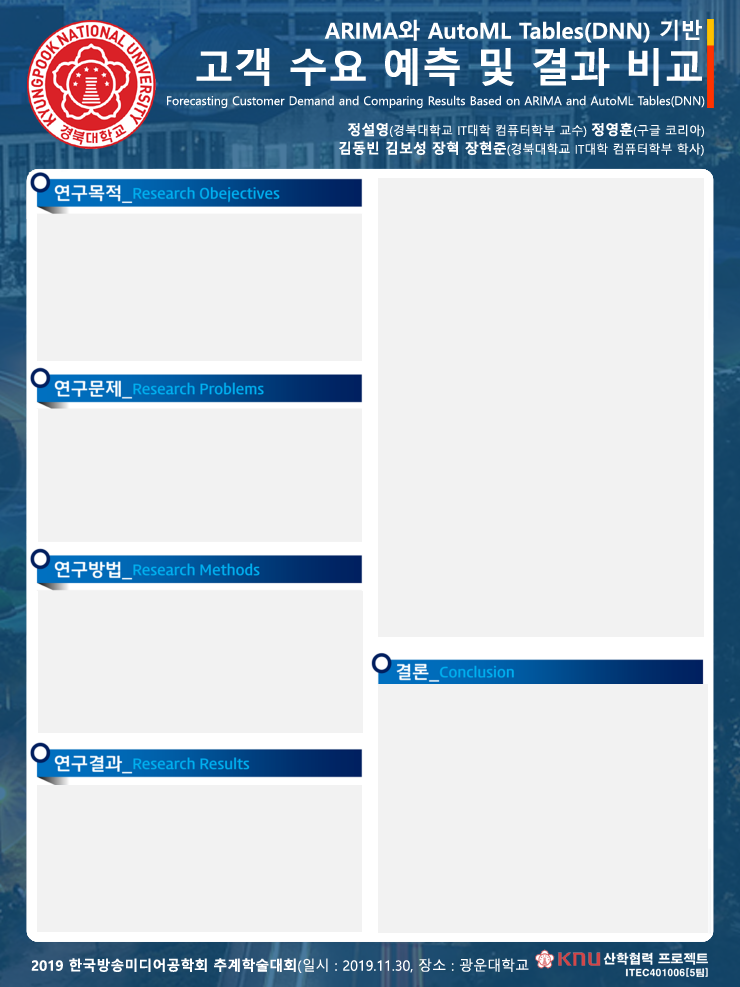 KYUNGPOOK NATIONAL UNIVERSITY
경북대학교
ARIMA와 AutoML Tables(DNN) 기반
고객 수요 예측 및 결과 비교
Forecasting Customer Demand and Comparing Results Based on ARIMA and AutoML Tables(DNN)
정설영(경북대학교 IT대학 컴퓨터학부 교수) 정영훈(구글 코리아)
김동빈 김보성 장혁 장현준(경북대학교 IT대학 컴퓨터학부 학사)
연구목적_Research Obejectives
연구문제_Research Problems
연구방법_Research Methods
연구결과_Research Results
결론_Conclusion
2019 한국방송미디어공학회 추계학술대회(일시 : 2019.11.30, 장소 : 광운대학교
KNU 산학협력 프로젝트
ITEC401006[5팀]